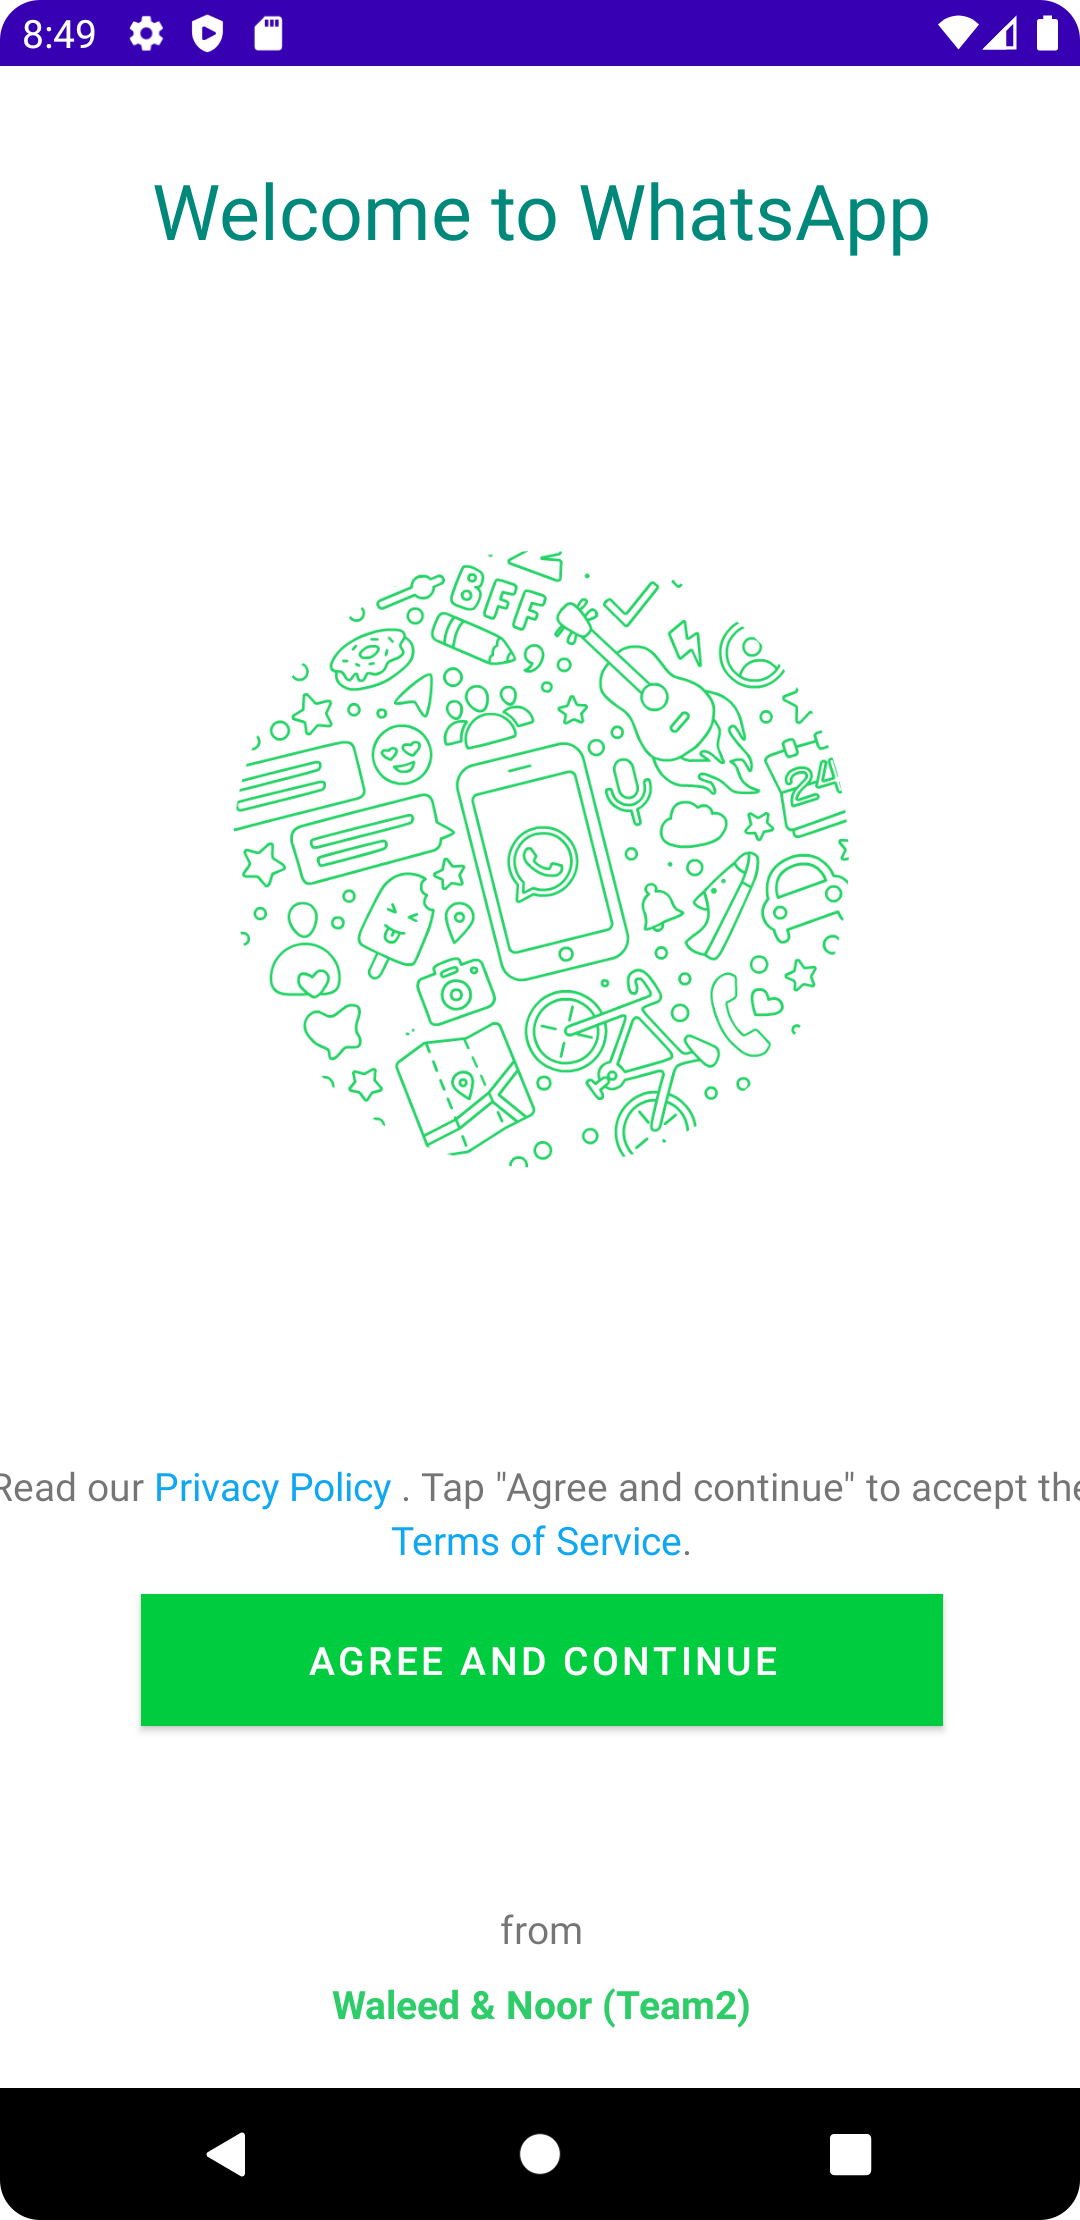 8:49
Welcome to WhatsApp
BFF
24
Read our Privacy Policy . Tap "Agree and continue" to accept the
Terms of Service.
AGREE AND CONTINUE
from
Waleed & Noor (Team2)